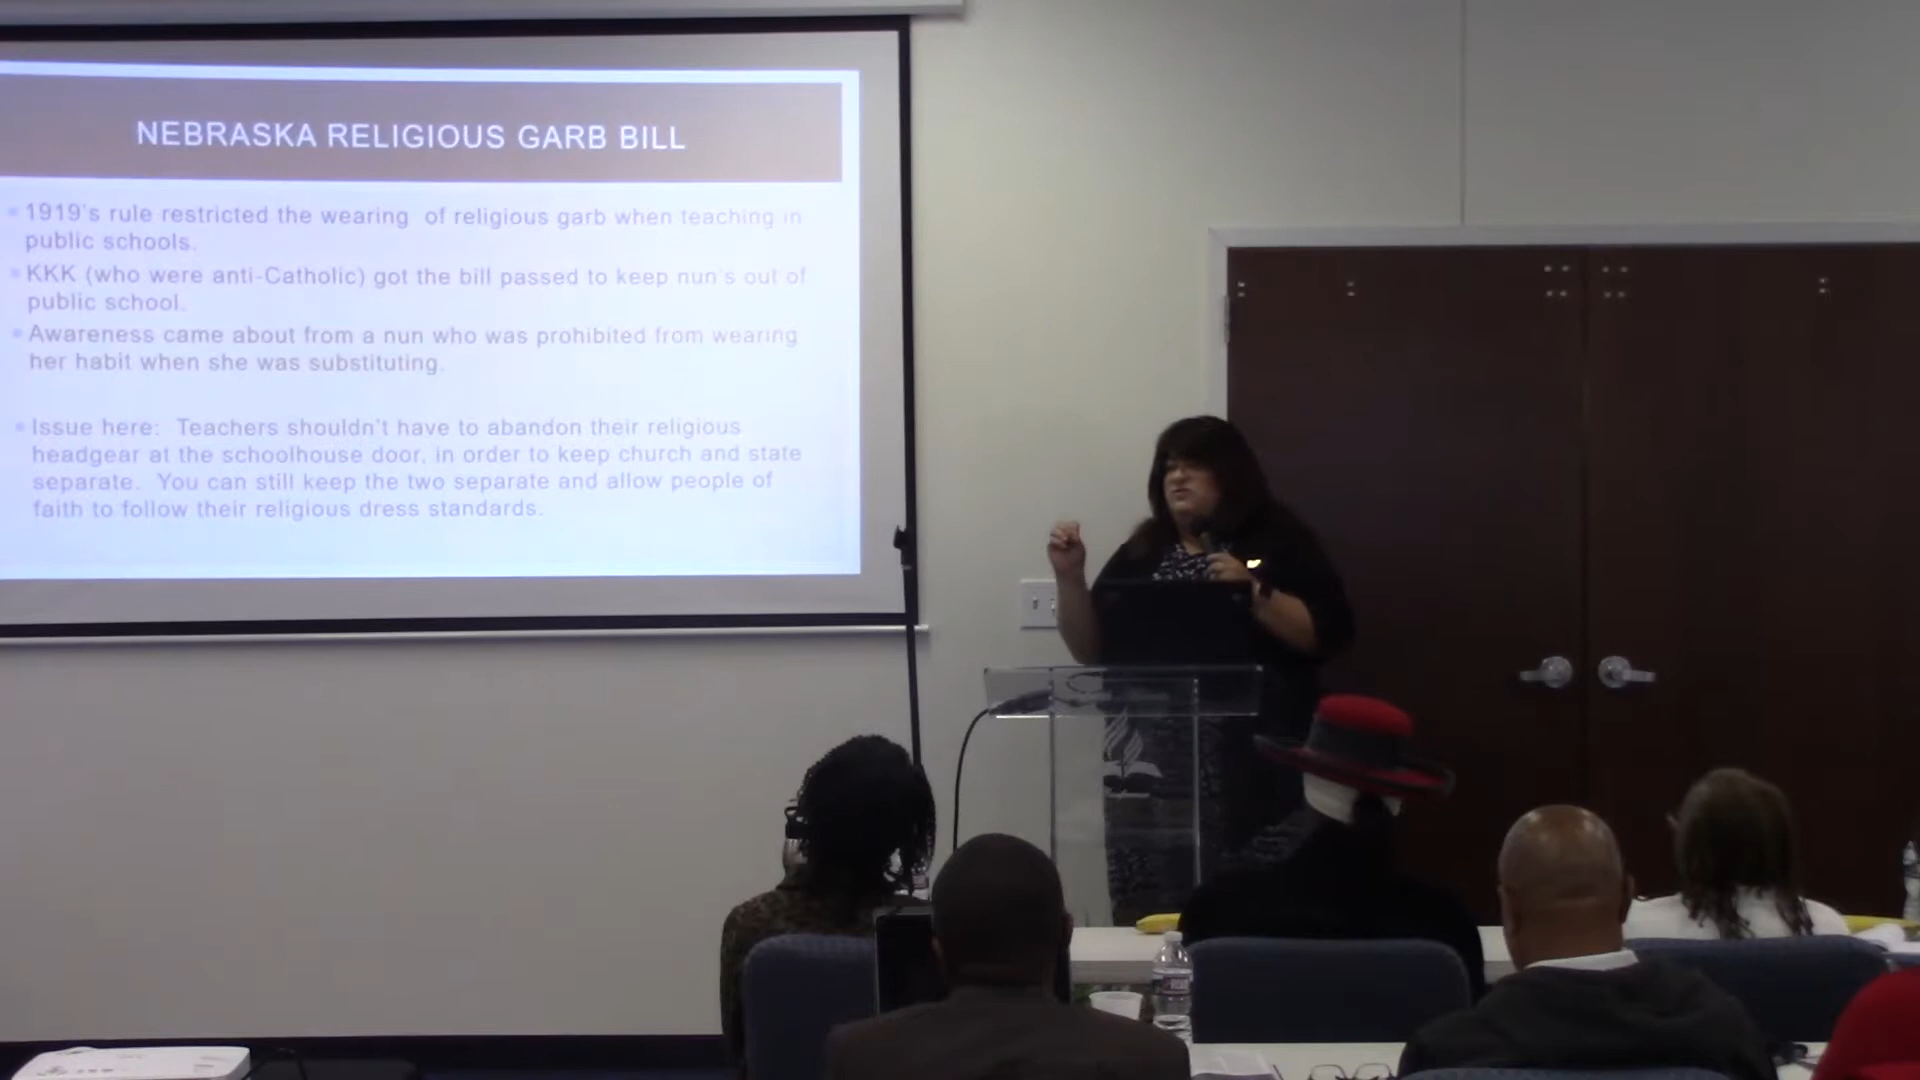 NEBRASKA RELIGIOUS GARB BILL
1919's rule restricted the wearing of religious garb when teaching in
public schools.
KKK (who were anti-Catholic) got the bill passed to keep nun's out of
public school.
Awareness came about from a nun who was prohibited from wearing
her habit when she was substituting.
Issue here: Teachers shouldn't have to abandon their religious
headgear at the schoolhouse door, in order to keep church and state
separate. You can still keep the two separate and allow people of
faith to follow their religious dress standards.